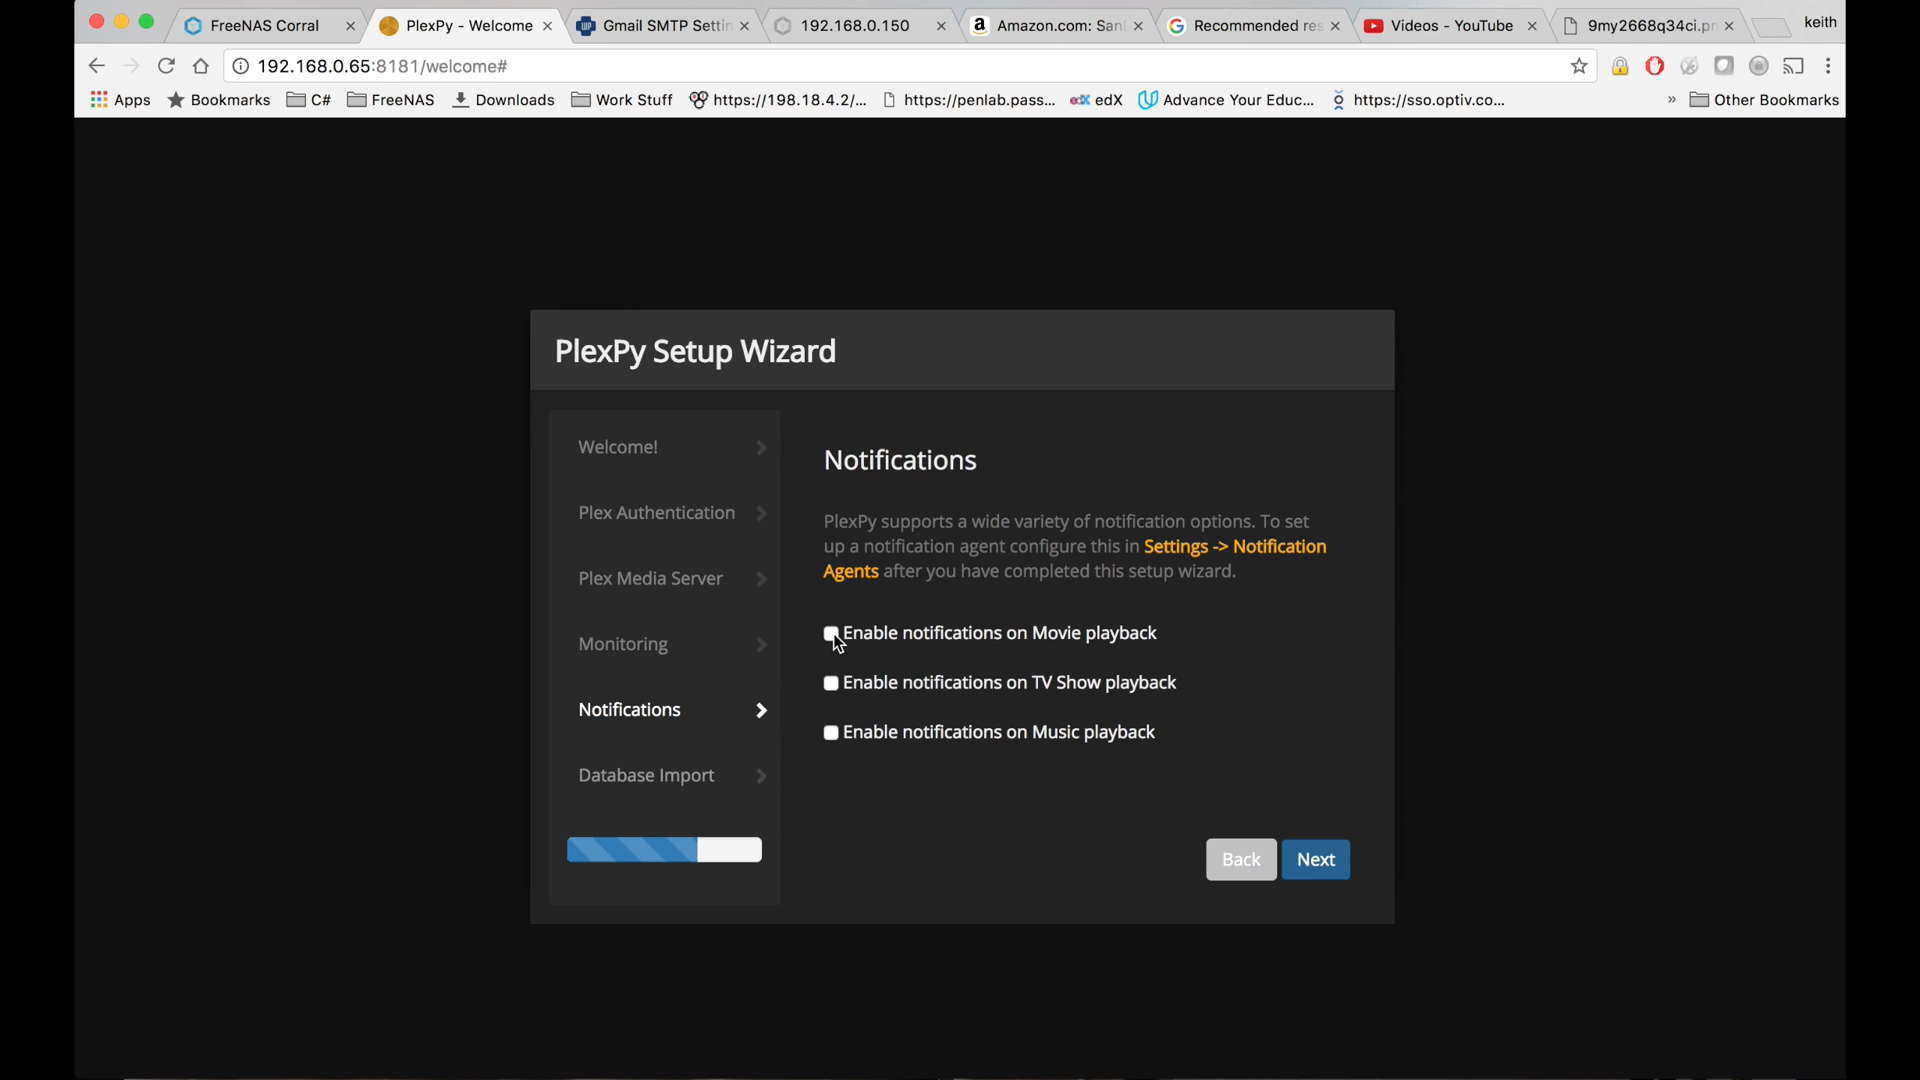 FreeNAS Corral
PlexPy - Welcome
Gmail SMTP Settin
192.168.0.150
Amazon.com: San
Recommended res
Videos - YouTube
9my2668q34ci.pn
keith
192.168.0.65:8181/welcome#
Apps
Bookmarks
C#
FreeNAS
Downloads
Work Stuff
https://198.18.4.2/...
https://penlab.pass...
edX
Advance Your Educ...
https://sso.optiv.co...
»
Other Bookmarks
PlexPy Setup Wizard
Welcome!
Plex Authentication
Plex Media Server
Monitoring
Notifications
Database Import
Notifications
PlexPy supports a wide variety of notification options. To set
up a notification agent configure this in Settings -> Notification
Agents after you have completed this setup wizard.
Enable notifications on Movie playback
Enable notifications on TV Show playback
Enable notifications on Music playback
Back
Next